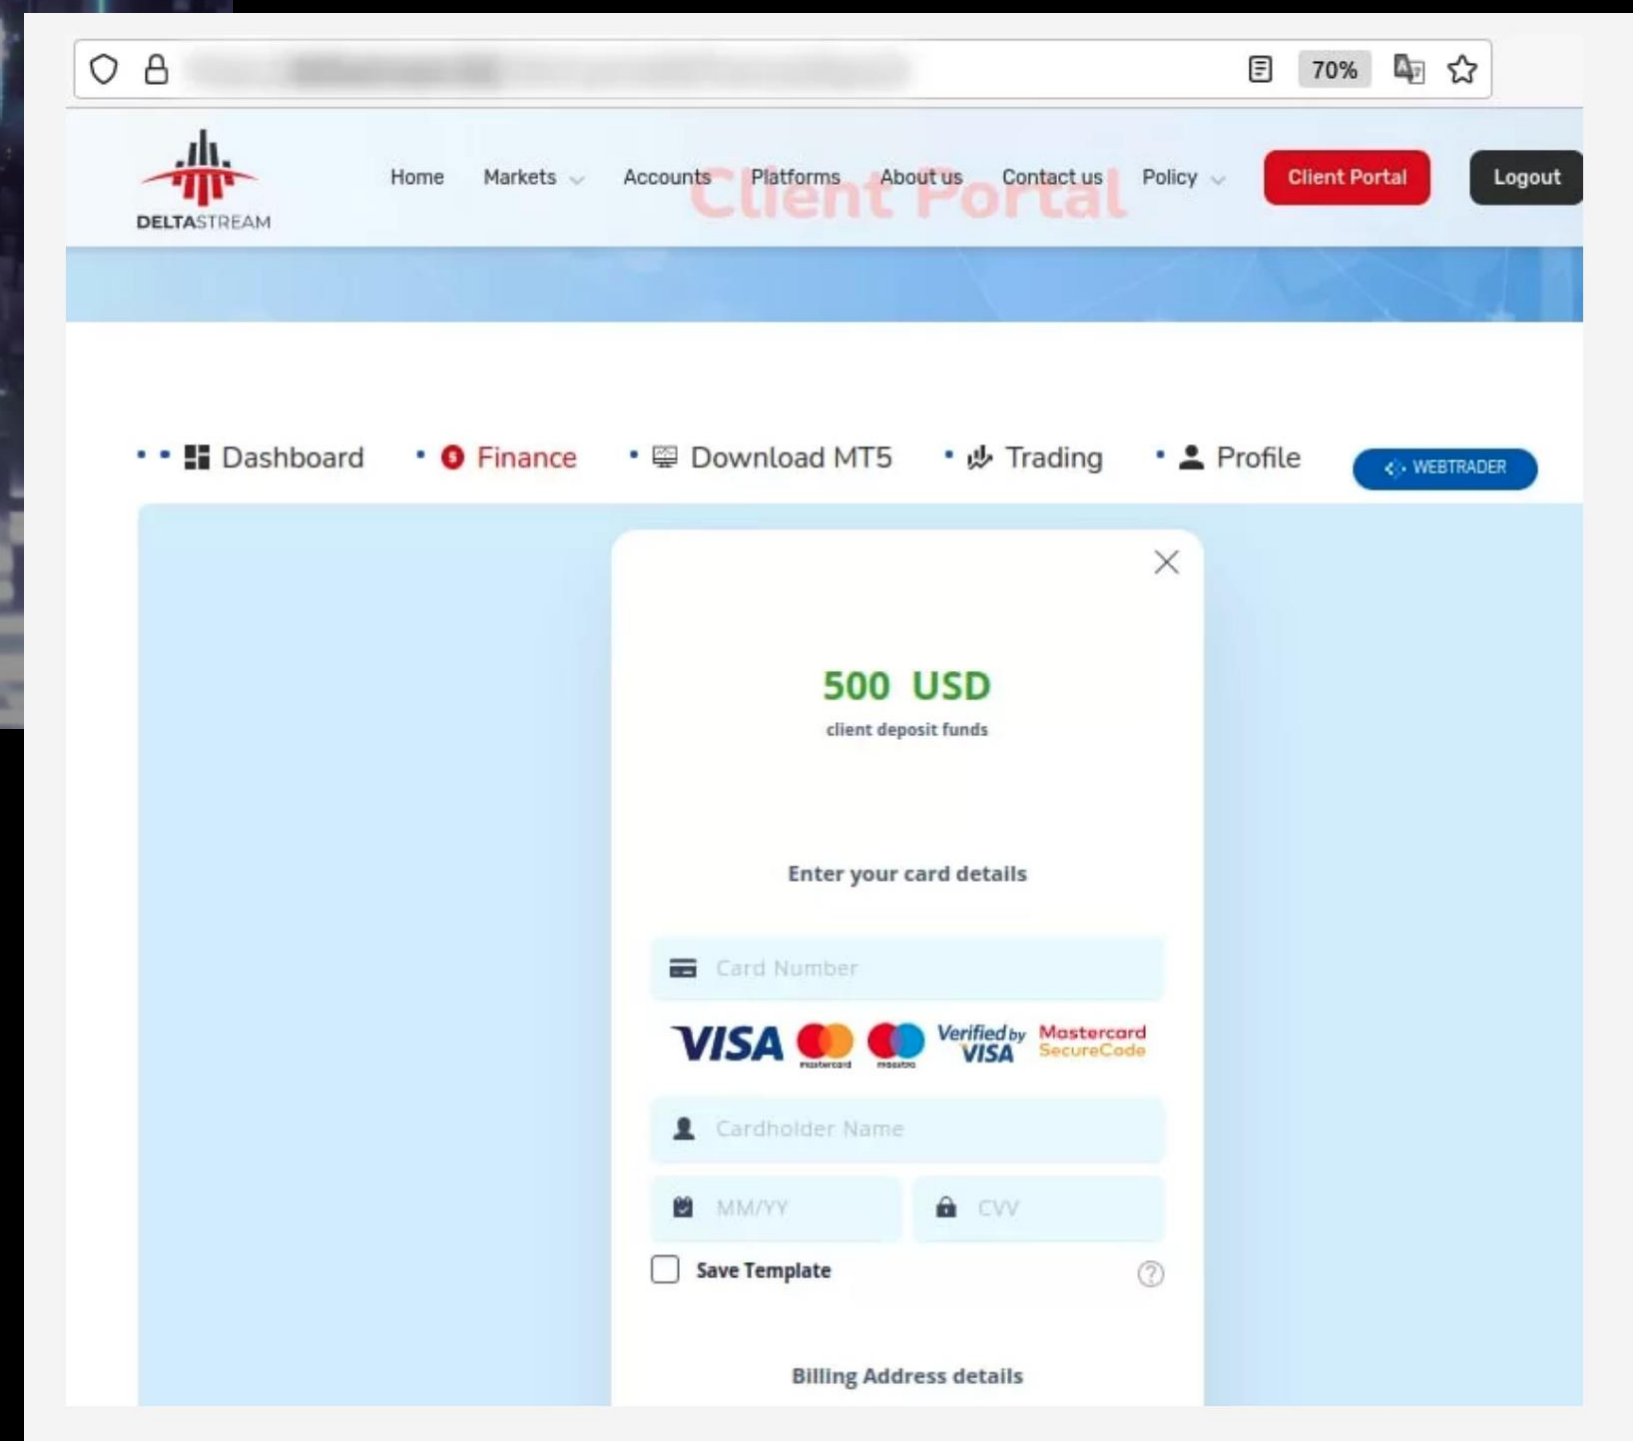 70%
Client Portal
Home Markets Accounts Platforms About us Contact us Policy Client Portal Logout
DELTASTREAM
Dashboard Finance Download MT5 Trading Profile WEBTRADER
500 USD
client deposit funds
Enter your card details
Card Number
VISA mastercard maestro Verified by VISA Mastercard SecureCode
Cardholder Name
MM/YY CVV
Save Template
Billing Address details